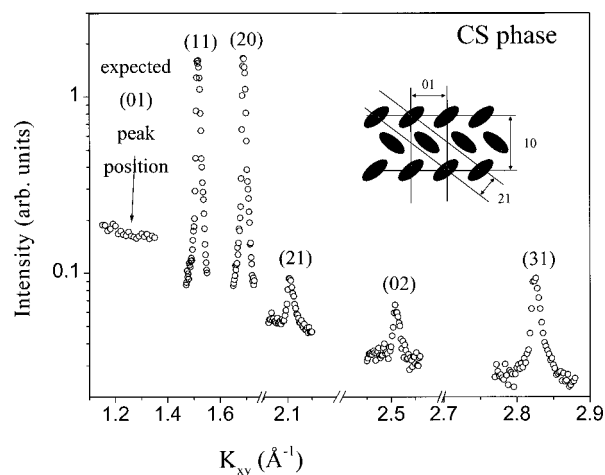 CS phase
(11)
(20)
expected
(01)
peak
position
01
10
21
(21)
(02)
(31)
1
0.1
Intensity (arb. units)
1.2 1.4 1.6 2.1 2.5 2.7 2.8 2.9
K_xy (Å⁻¹)